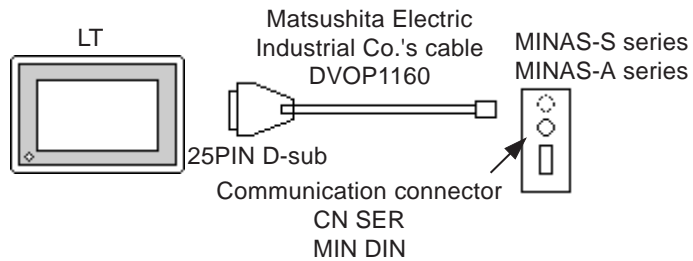 LT
Matsushita Electric
Industrial Co.'s cable
DVOP1160
MINAS-S series
MINAS-A series
25PIN D-sub
Communication connector
CN SER
MIN DIN